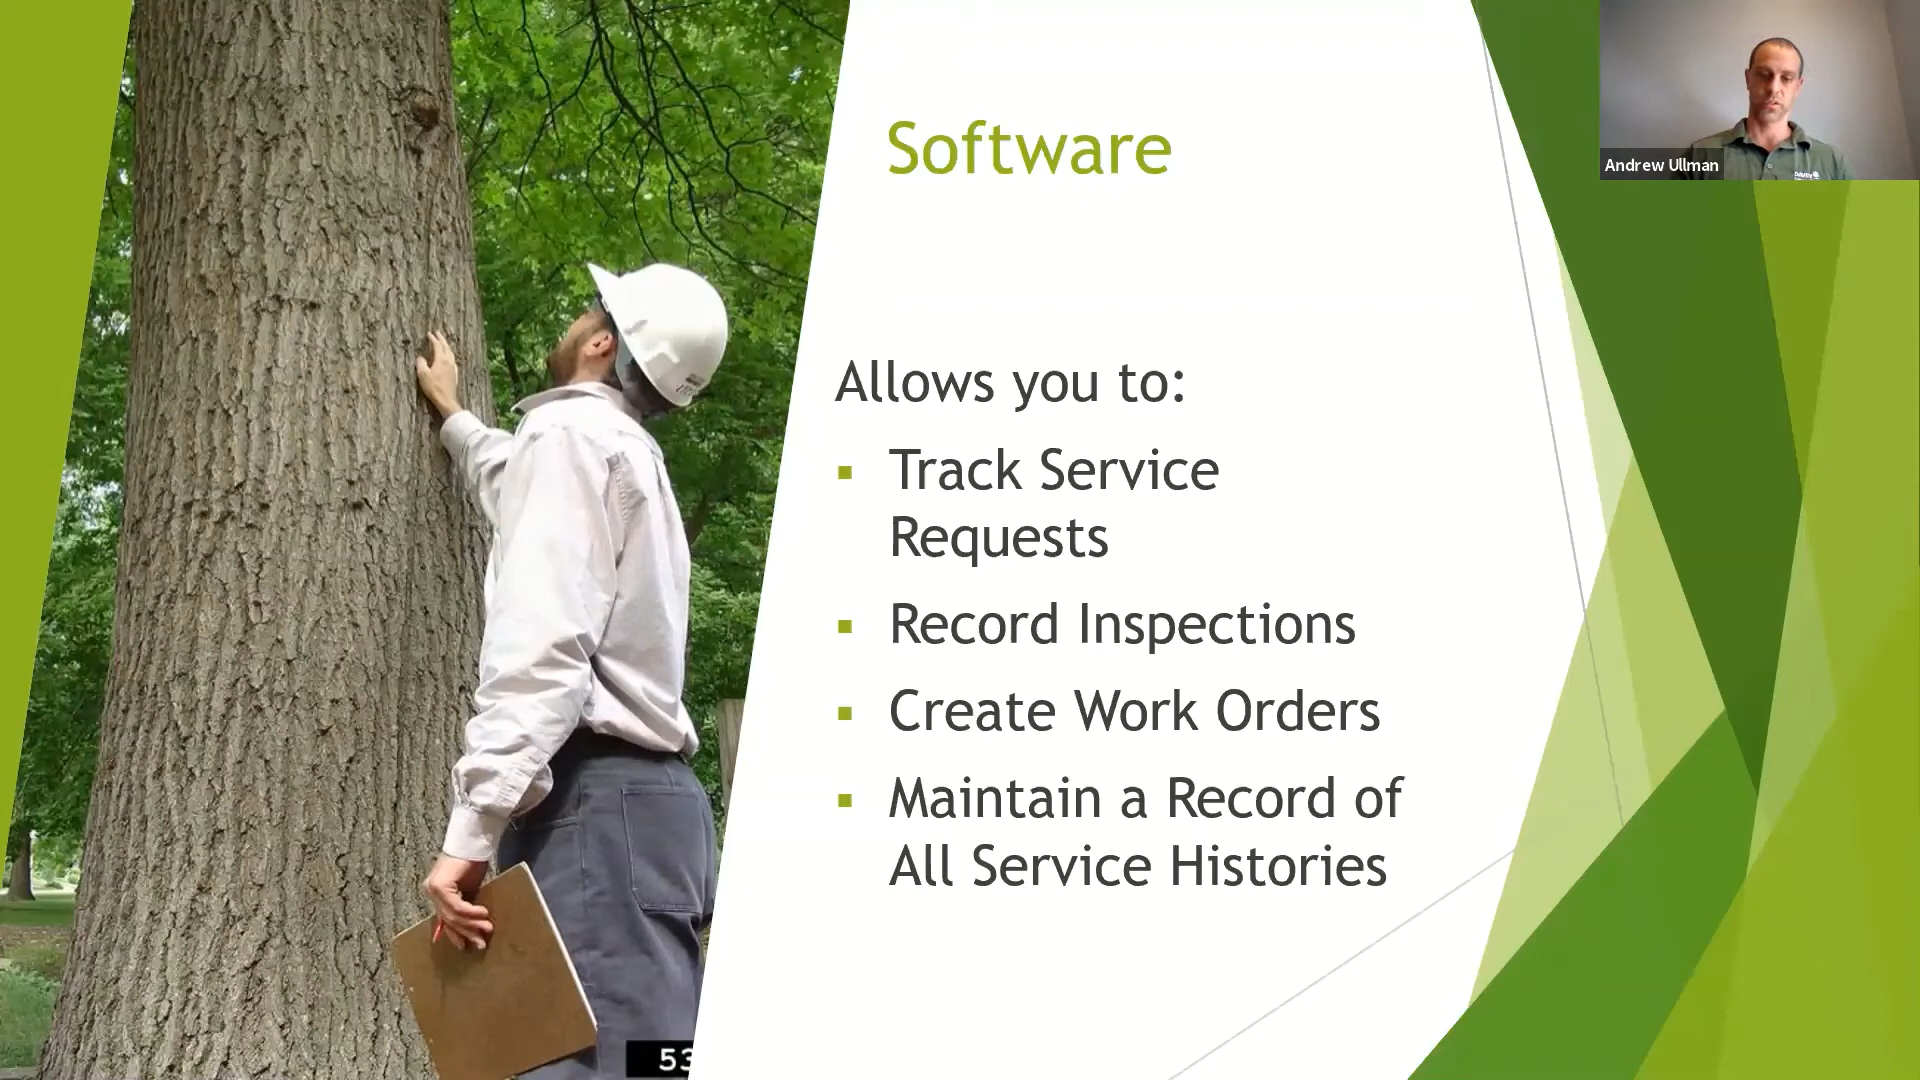 Software
Andrew Ullman
DAVEY
Allows you to:
Track Service
Requests
Record Inspections
Create Work Orders
Maintain a Record of
All Service Histories
53